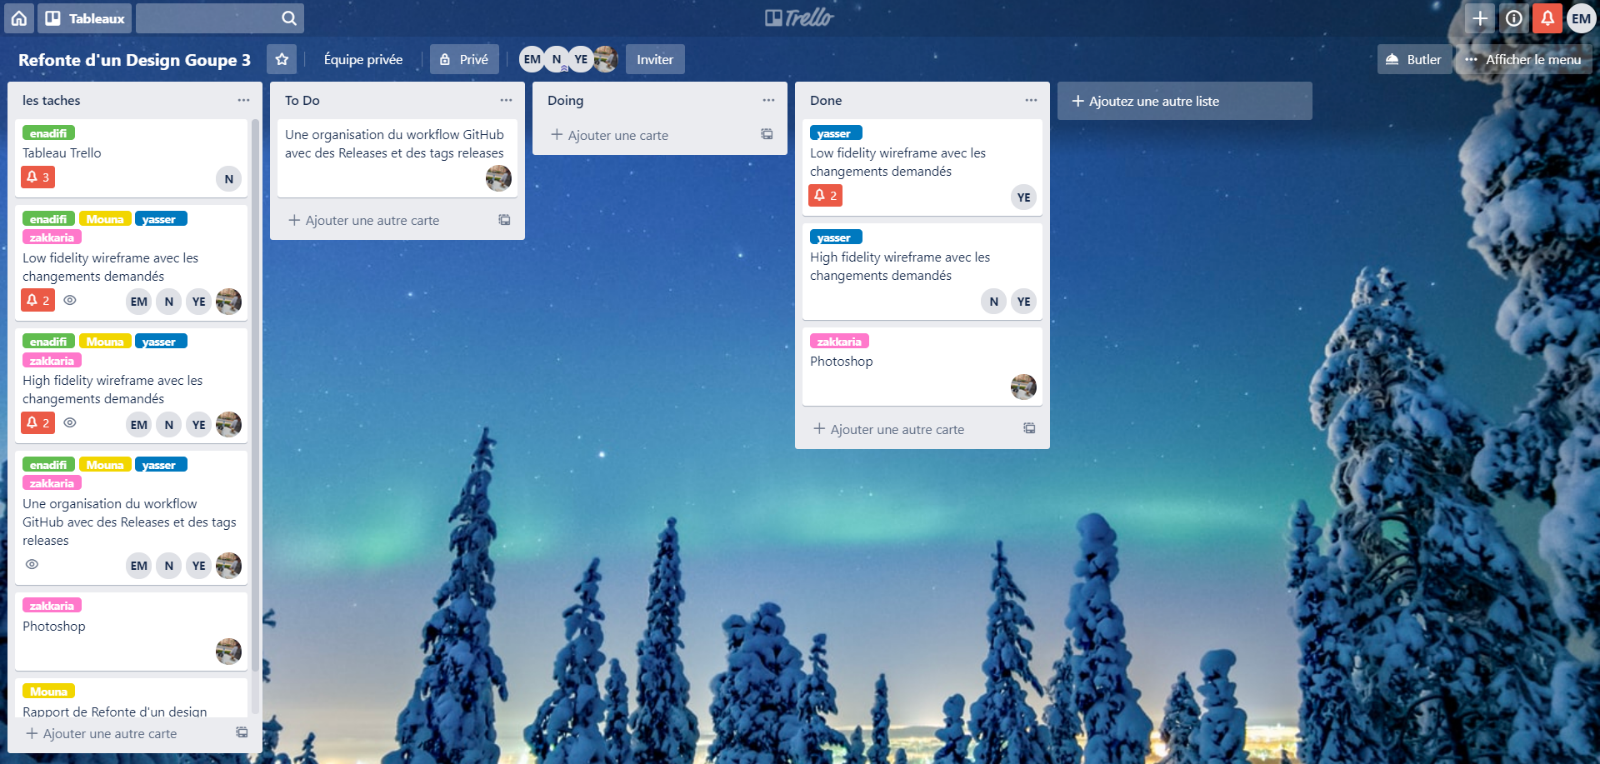 Tableaux
Trello
EM
Refonte d'un Design Goupe 3
Équipe privée
Privé
EM N YE
Inviter
Butler
Afficher le menu
les taches
enadifi
Tableau Trello
3
N
enadifi Mouna yasser
zakkaria
Low fidelity wireframe avec les
changements demandés
2
EM N YE
enadifi Mouna yasser
zakkaria
High fidelity wireframe avec les
changements demandés
2
EM N YE
enadifi Mouna yasser
zakkaria
Une organisation du workflow
GitHub avec des Releases et des tags
releases
EM N YE
zakkaria
Photoshop
Mouna
Rapport de Refonte d'un design
Ajouter une autre carte
To Do
Une organisation du workflow GitHub
avec des Releases et des tags releases
Ajouter une autre carte
Doing
Ajouter une carte
Done
yasser
Low fidelity wireframe avec les
changements demandés
2
YE
yasser
High fidelity wireframe avec les
changements demandés
N YE
zakkaria
Photoshop
Ajouter une autre carte
Ajoutez une autre liste